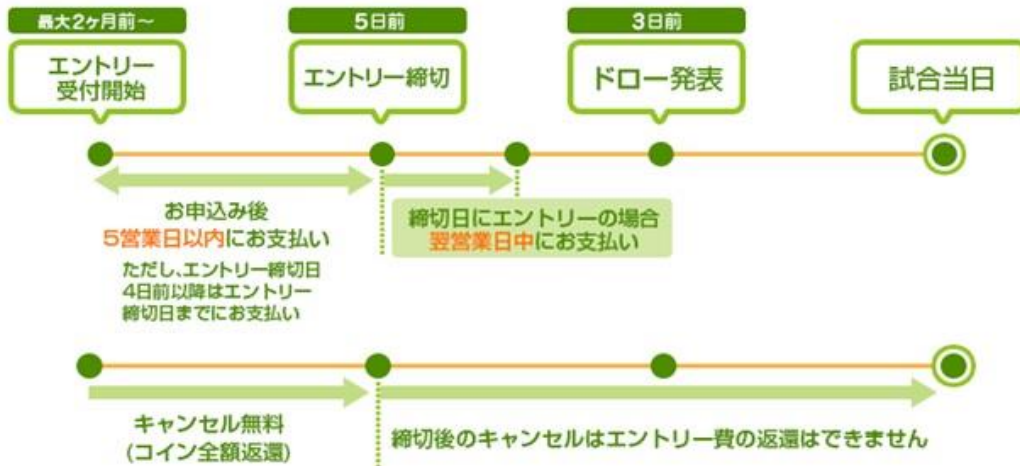 最大2ヶ月前～
5日前
3日前
エントリー
受付開始
エントリー締切
ドロー発表
試合当日
お申込み後
5営業日以内にお支払い
ただし、エントリー締切日
4日前以降はエントリー
締切日までにお支払い
締切日にエントリーの場合
翌営業日中にお支払い
キャンセル無料
(コイン全額返還)
締切後のキャンセルはエントリー費の返還はできません